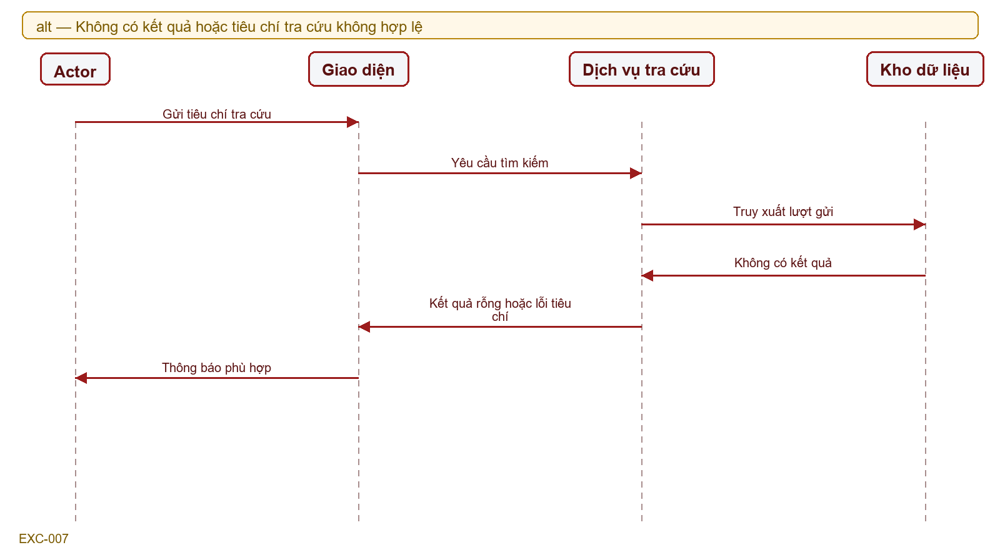 alt — Không có kết quả hoặc tiêu chí tra cứu không hợp lệ
Actor
Giao diện
Dịch vụ tra cứu
Kho dữ liệu
Gửi tiêu chí tra cứu
Yêu cầu tìm kiếm
Truy xuất lượt gửi
Không có kết quả
Kết quả rỗng hoặc lỗi tiêu
chí
Thông báo phù hợp
EXC-007